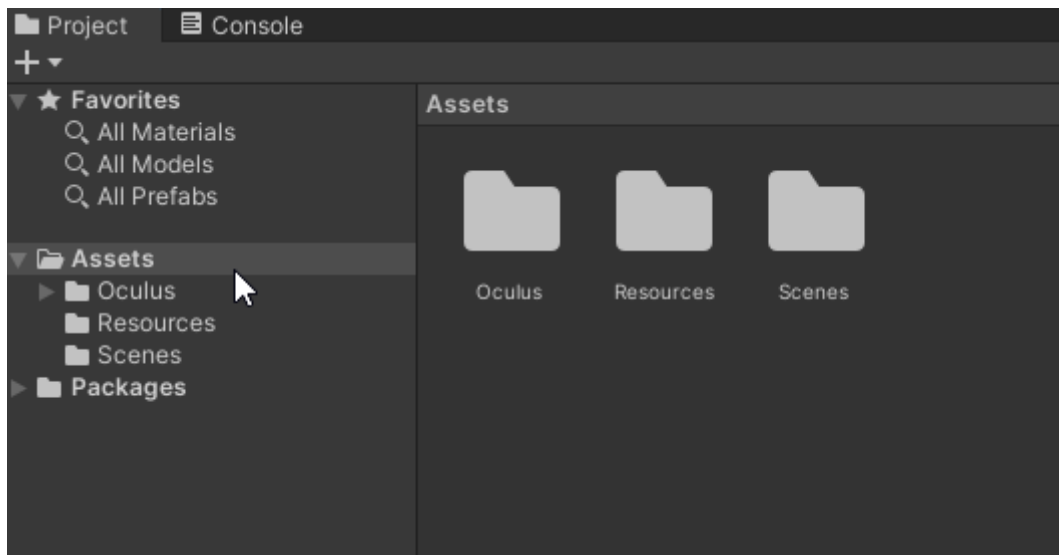 Project Console
Favorites
All Materials
All Models
All Prefabs
Assets
Oculus
Resources
Scenes
Packages
Assets
Oculus Resources Scenes